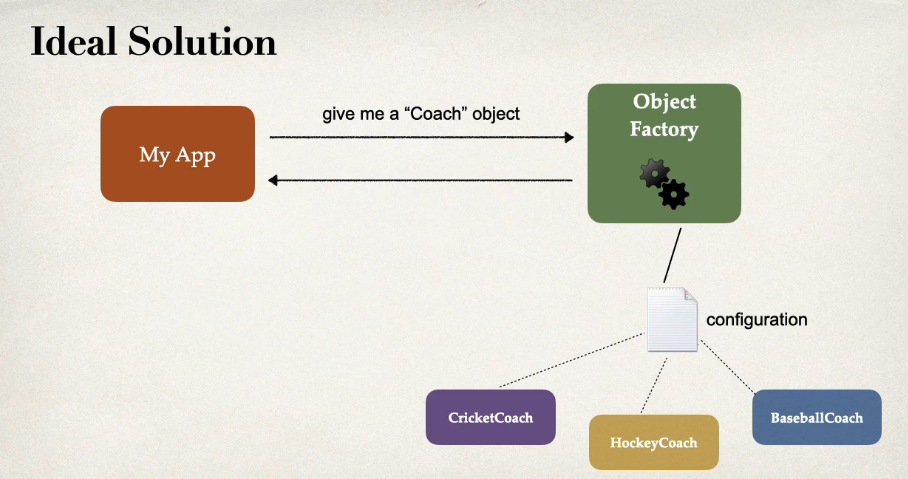 Ideal Solution
give me a “Coach” object
My App
Object
Factory
configuration
CricketCoach
HockeyCoach
BaseballCoach